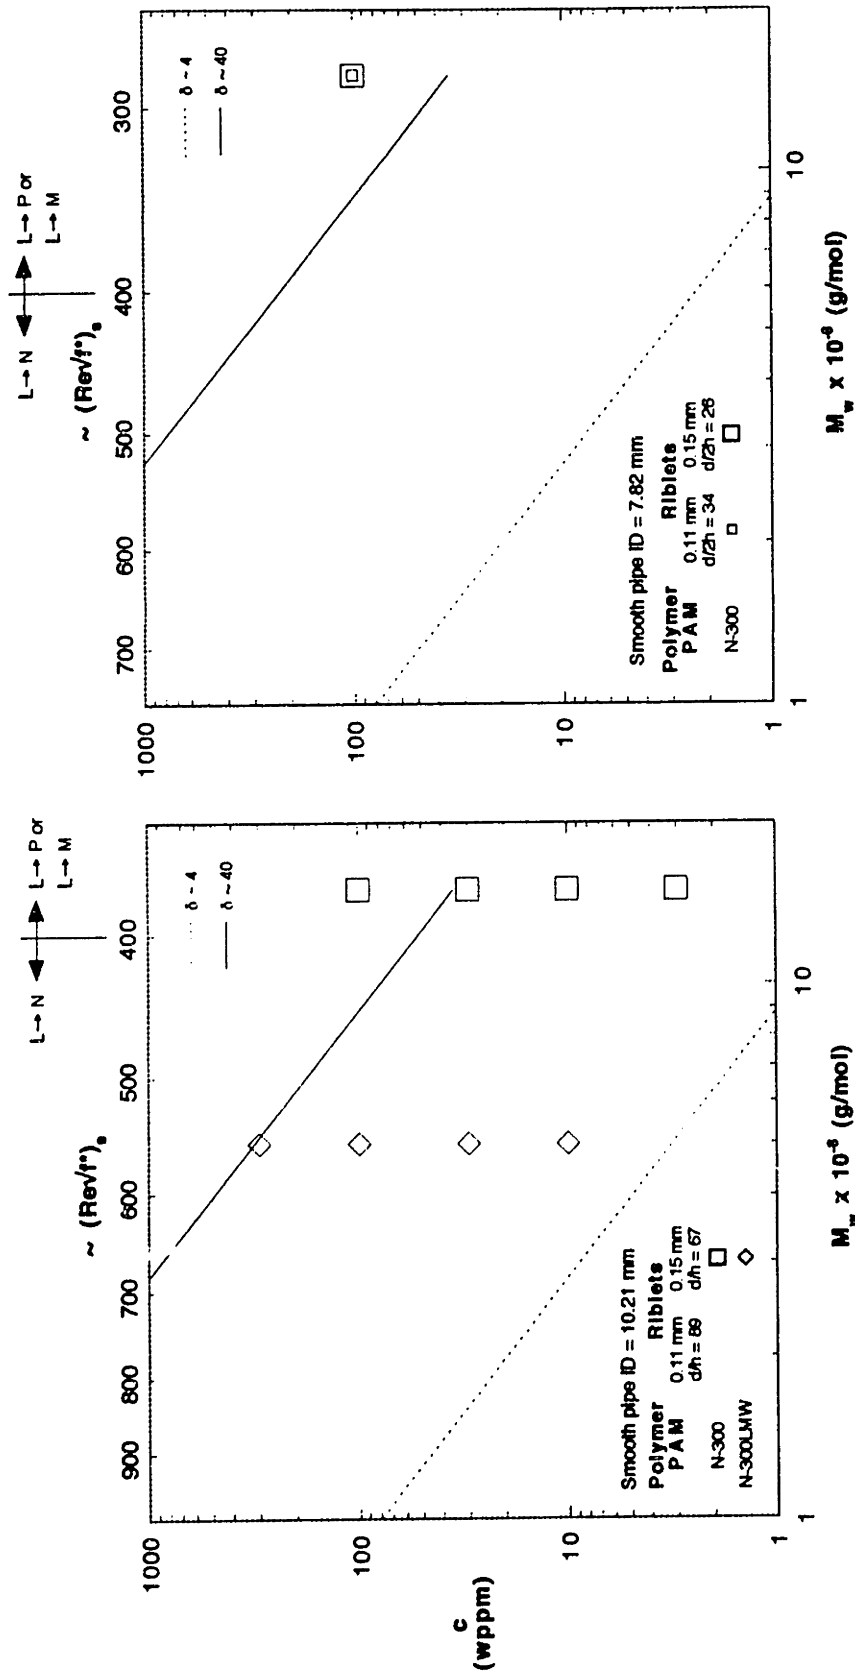 L→N ◄► L→P or
L→M
~ (Re√f*)s
900 800 700 600 500 400
δ ~ 4
δ ~40
1000
100
10
1
c
(wppm)
Smooth pipe ID = 10.21 mm
Polymer Riblets
PAM 0.11 mm 0.15 mm
d/h = 89 d/h = 67
N-300
N-300LMW
1 10
Mw x 10-6 (g/mol)
L→N ◄► L→P or
L→M
~ (Re√f*)s
700 600 500 400 300
δ ~ 4
δ ~40
1000
100
10
1
Smooth pipe ID = 7.82 mm
Polymer Riblets
PAM 0.11 mm 0.15 mm
d/2h = 34 d/2h = 26
N-300
1 10
Mw x 10-6 (g/mol)